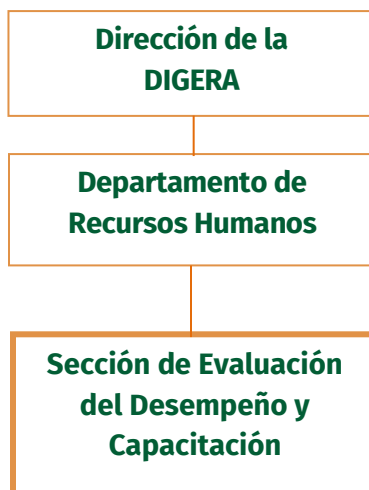 Dirección de la
DIGERA
Departamento de
Recursos Humanos
Sección de Evaluación
del Desempeño y
Capacitación